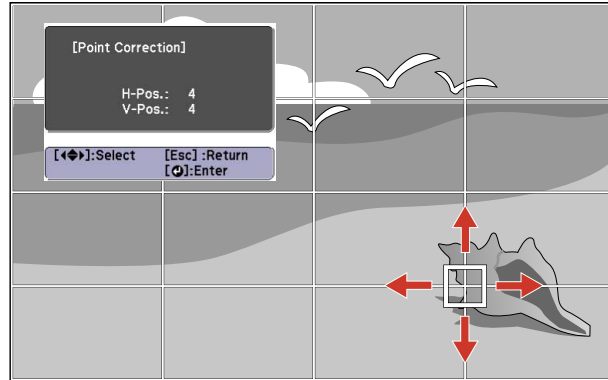 [Point Correction]
H-Pos.: 4
V-Pos.: 4
[◄◆►]:Select [Esc] :Return
[⏎]:Enter